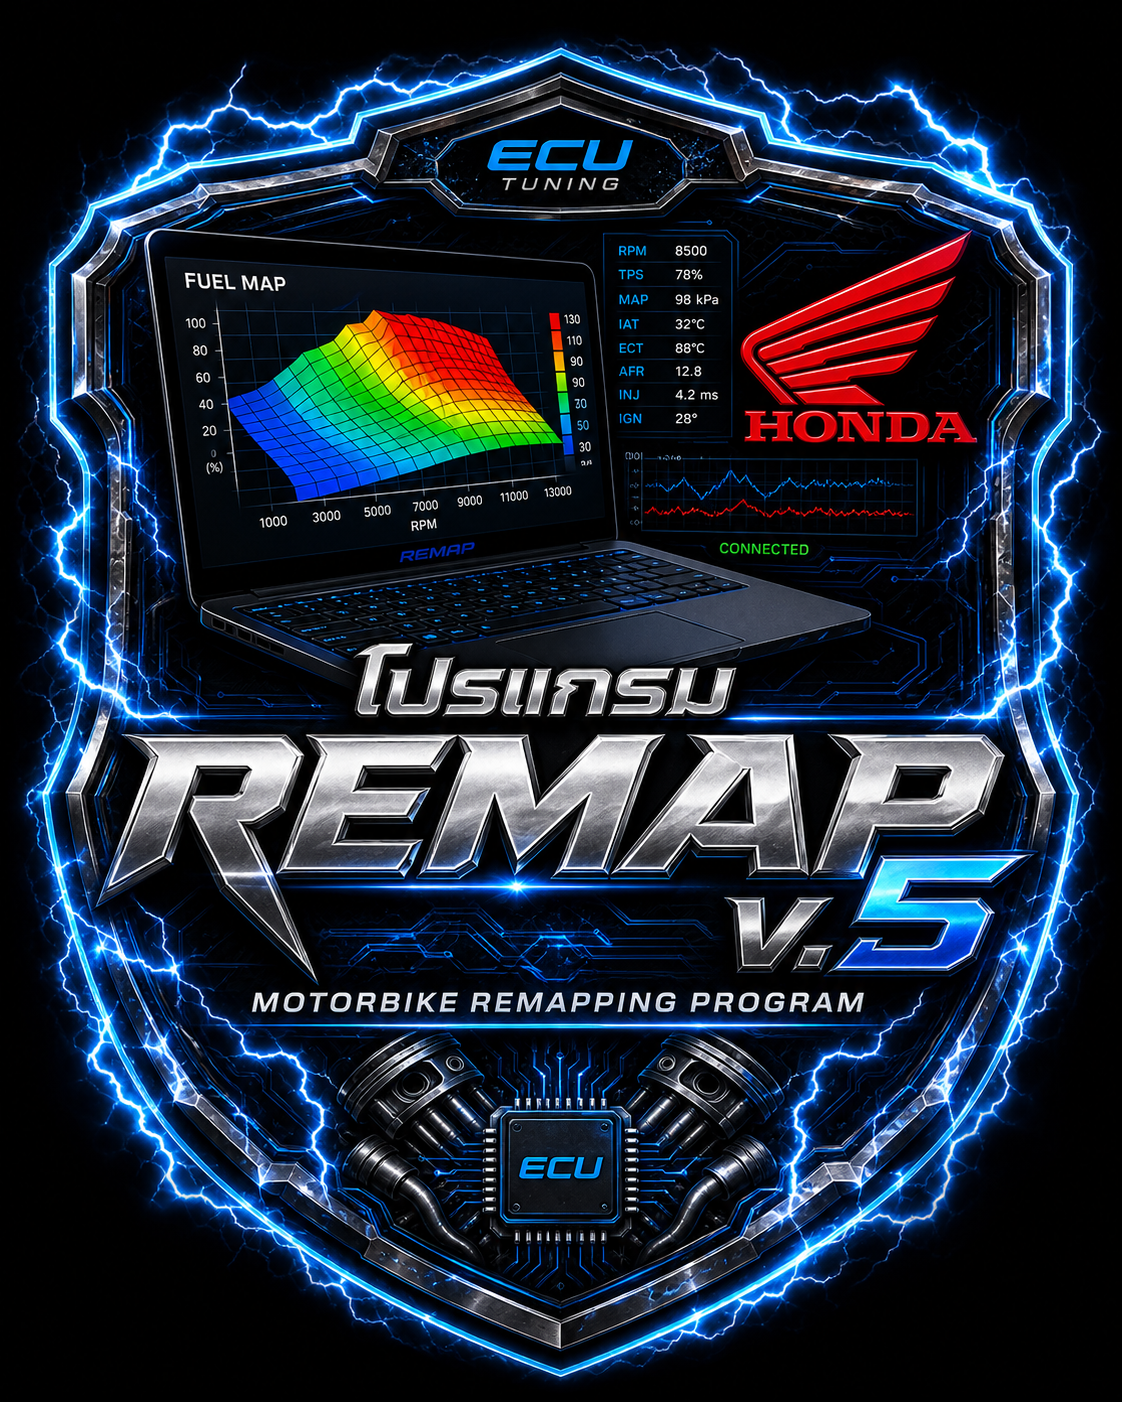 ECU
TUNING
FUEL MAP
100
80
60
40
20
0
(%)
1000 3000 5000 7000 9000 11000 13000
RPM
130
110
90
90
70
50
30
REMAP
RPM 8500
TPS 78%
MAP 98 kPa
IAT 32°C
ECT 88°C
AFR 12.8
INJ 4.2 ms
IGN 28°
HONDA
CONNECTED
โปรแกรม
REMAP
v.5
MOTORBIKE REMAPPING PROGRAM
ECU